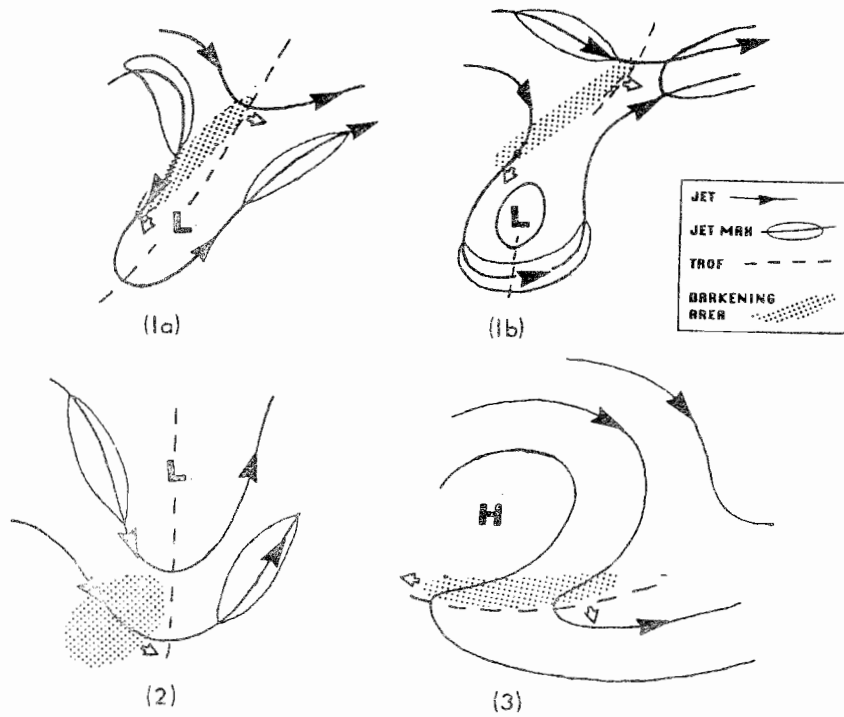 L
(1a)
L
(1b)
JET
JET MAX
TROF
DARKENING
AREA
L
(2)
H
(3)